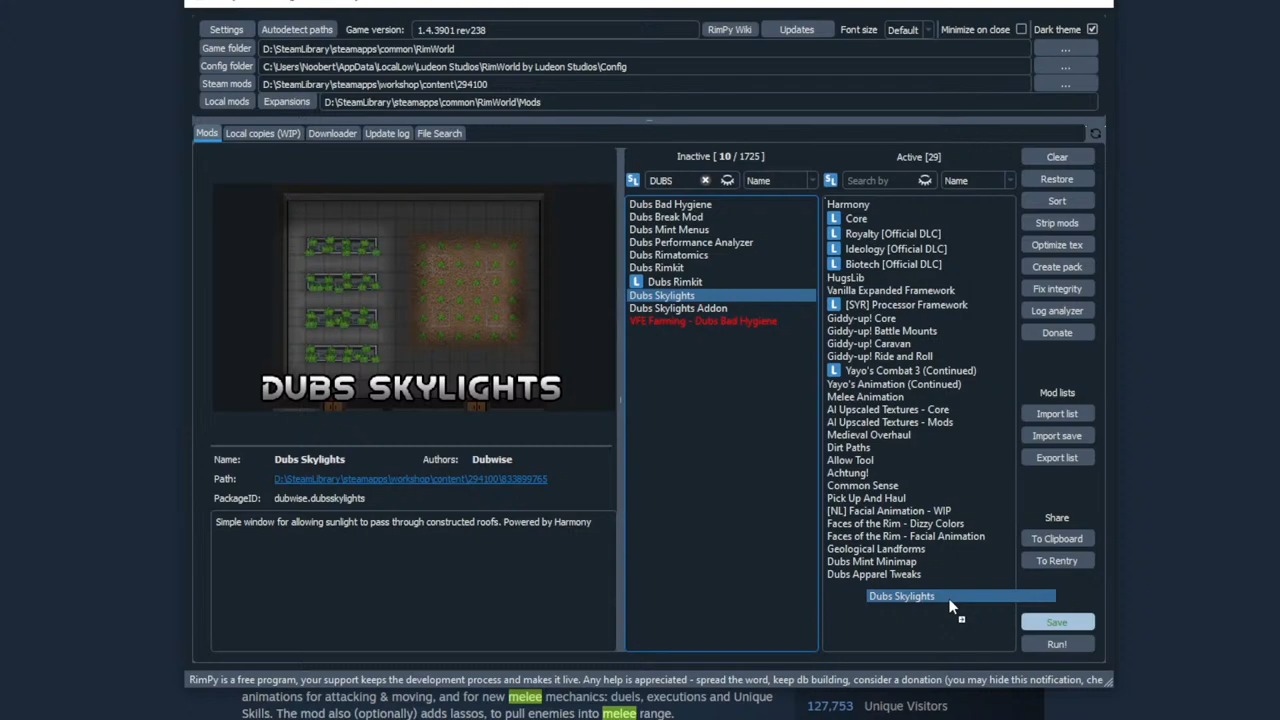 Settings Autodetect paths Game version: 1.4.3901 rev238 RimPy Wiki Updates Font size Default Minimize on close Dark theme
Game folder D:\SteamLibrary\steamapps\common\RimWorld ...
Config folder C:\Users\Noobert\AppData\LocalLow\Ludeon Studios\RimWorld by Ludeon Studios\Config ...
Steam mods D:\SteamLibrary\steamapps\workshop\content\294100 ...
Local mods Expansions D:\SteamLibrary\steamapps\common\RimWorld\Mods
Mods Local copies (WIP) Downloader Update log File Search
DUBS SKYLIGHTS
Name: Dubs Skylights Authors: Dubwise
Path: D:\SteamLibrary\steamapps\workshop\content\294100\833899765
PackageID: dubwise.dubsskylights
Simple window for allowing sunlight to pass through constructed roofs. Powered by Harmony
Inactive [ 10 / 1725 ]
SL DUBS Name
Dubs Bad Hygiene
Dubs Break Mod
Dubs Mint Menus
Dubs Performance Analyzer
Dubs Rimatomics
Dubs Rimkit
L Dubs Rimkit
Dubs Skylights
Dubs Skylights Addon
VFE Farming - Dubs Bad Hygiene
Active [29]
SL Search by Name
Harmony
L Core
L Royalty [Official DLC]
L Ideology [Official DLC]
L Biotech [Official DLC]
HugsLib
Vanilla Expanded Framework
L [SYR] Processor Framework
Giddy-up! Core
Giddy-up! Battle Mounts
Giddy-up! Caravan
Giddy-up! Ride and Roll
L Yayo's Combat 3 (Continued)
Yayo's Animation (Continued)
Melee Animation
AI Upscaled Textures - Core
AI Upscaled Textures - Mods
Medieval Overhaul
Dirt Paths
Allow Tool
Achtung!
Common Sense
Pick Up And Haul
[NL] Facial Animation - WIP
Faces of the Rim - Dizzy Colors
Faces of the Rim - Facial Animation
Geological Landforms
Dubs Mint Minimap
Dubs Apparel Tweaks
Dubs Skylights
Clear
Restore
Sort
Strip mods
Optimize tex
Create pack
Fix integrity
Log analyzer
Donate
Mod lists
Import list
Import save
Export list
Share
To Clipboard
To Rentry
Save
Run!
RimPy is a free program, your support keeps the development process and makes it live. Any help is appreciated - spread the word, keep db building, consider a donation (you may hide this notification, che
animations for attacking & moving, and for new melee mechanics: duels, executions and Unique
Skills. The mod also (optionally) adds lassos, to pull enemies into melee range.
127,753 Unique Visitors